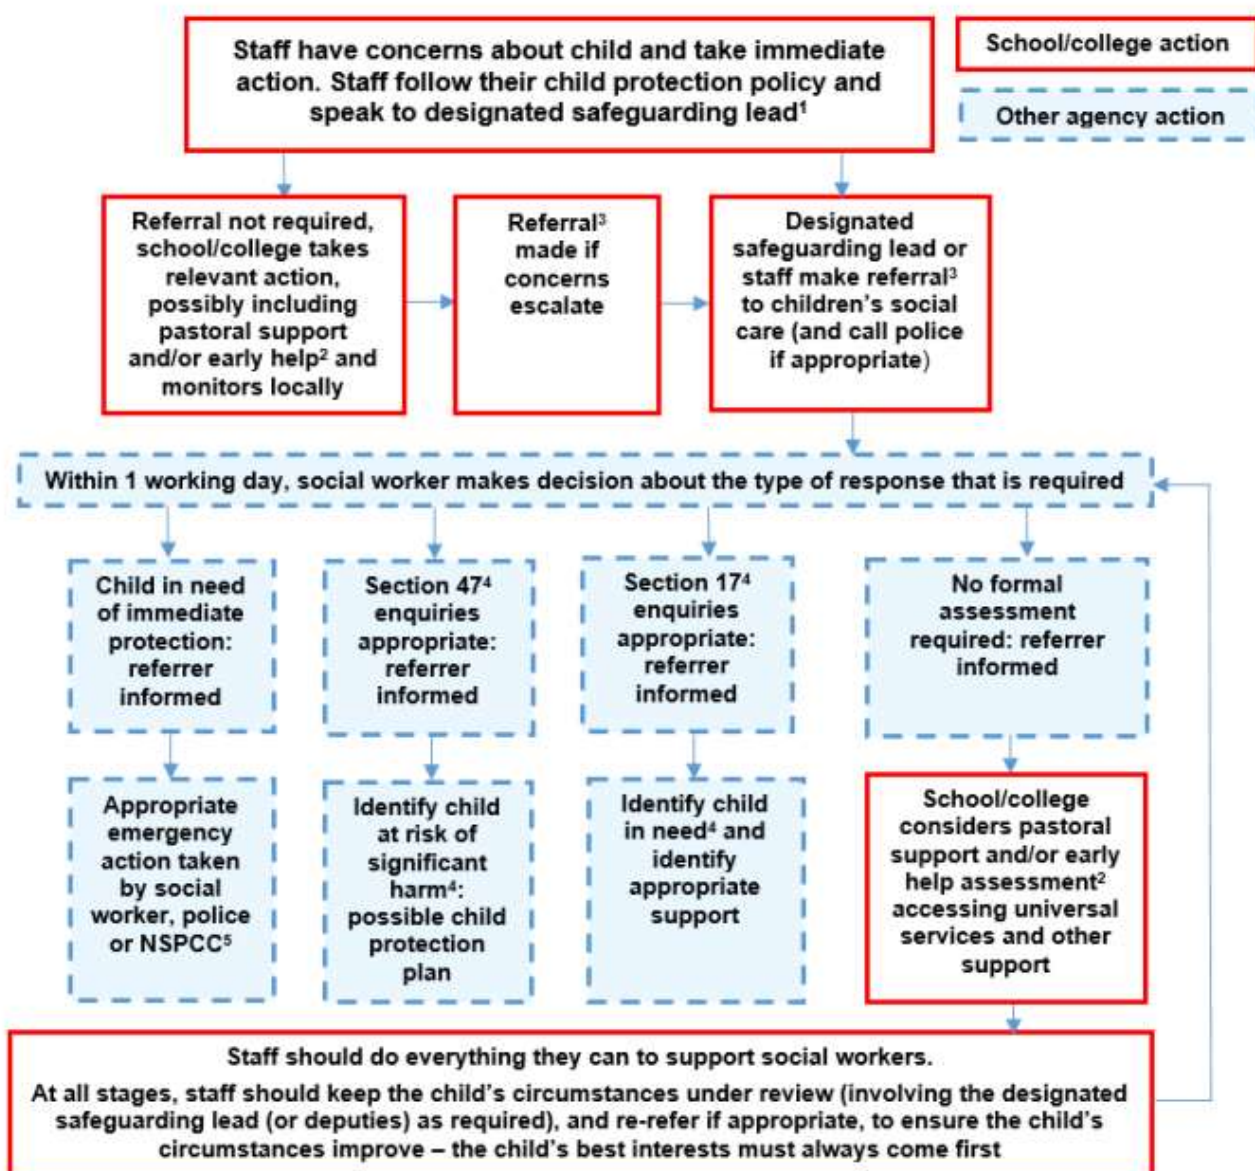 Staff have concerns about child and take immediate
action. Staff follow their child protection policy and
speak to designated safeguarding lead¹
School/college action
Other agency action
Referral not required,
school/college takes
relevant action,
possibly including
pastoral support
and/or early help² and
monitors locally
Referral³
made if
concerns
escalate
Designated
safeguarding lead or
staff make referral³
to children’s social
care (and call police
if appropriate)
Within 1 working day, social worker makes decision about the type of response that is required
Child in need
of immediate
protection:
referrer
informed
Section 47⁴
enquiries
appropriate:
referrer
informed
Section 17⁴
enquiries
appropriate:
referrer
informed
No formal
assessment
required: referrer
informed
Appropriate
emergency
action taken
by social
worker, police
or NSPCC⁵
Identify child
at risk of
significant
harm⁴:
possible child
protection
plan
Identify child
in need⁴ and
identify
appropriate
support
School/college
considers pastoral
support and/or early
help assessment²
accessing universal
services and other
support
Staff should do everything they can to support social workers.
At all stages, staff should keep the child’s circumstances under review (involving the designated
safeguarding lead (or deputies) as required), and re-refer if appropriate, to ensure the child’s
circumstances improve – the child’s best interests must always come first